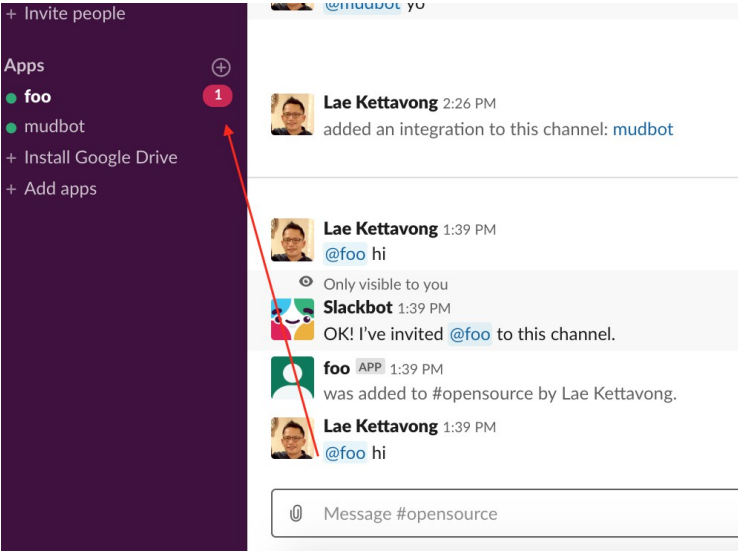 + Invite people
Apps
foo 1
mudbot
+ Install Google Drive
+ Add apps
@mudbot yo
Lae Kettavong 2:26 PM
added an integration to this channel: mudbot
Lae Kettavong 1:39 PM
@foo hi
Only visible to you
Slackbot 1:39 PM
OK! I've invited @foo to this channel.
foo APP 1:39 PM
was added to #opensource by Lae Kettavong.
Lae Kettavong 1:39 PM
@foo hi
Message #opensource